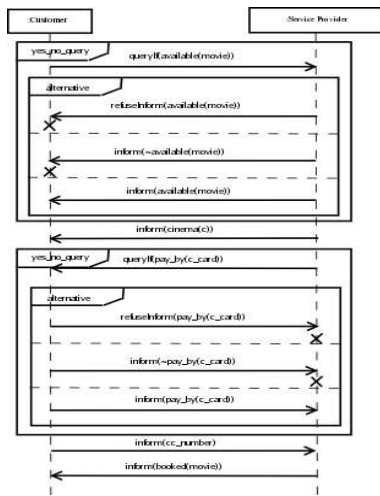 :Customer
:Service Provider
yes_no_query
queryIf(available(movie))
alternative
refuseInform(available(movie))
inform(~available(movie))
inform(available(movie))
inform(cinema(c))
yes_no_query
queryIf(pay_by(c_card))
alternative
refuseInform(pay_by(c_card))
inform(~pay_by(c_card))
inform(pay_by(c_card))
inform(cc_number)
inform(booked(movie))